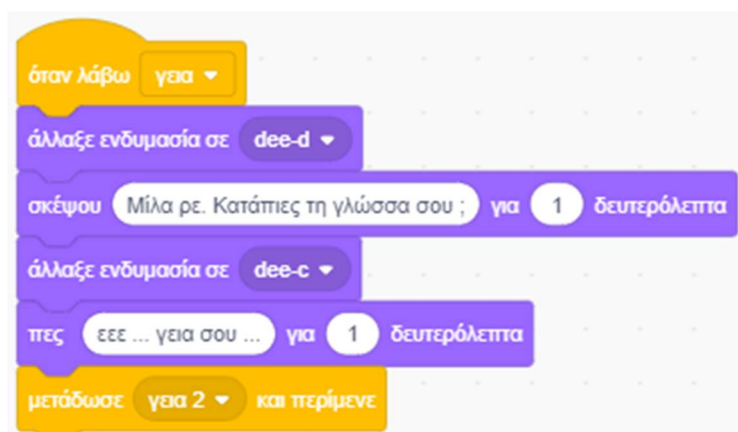 όταν λάβω γεια
άλλαξε ενδυμασία σε dee-d
σκέψου Μίλα ρε. Κατάπιες τη γλώσσα σου ; για 1 δευτερόλεπτα
άλλαξε ενδυμασία σε dee-c
πες εεε ... γεια σου ... για 1 δευτερόλεπτα
μετάδωσε γεια 2 και περίμενε